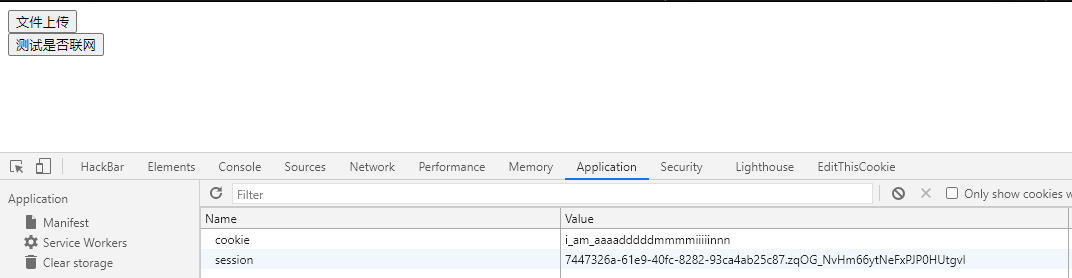 文件上传
测试是否联网
HackBar Elements Console Sources Network Performance Memory Application Security Lighthouse EditThisCookie
Application
Filter
Only show cookies w
Name Value
Manifest
cookie i_am_aaaadddddmmmmiiiiinnn
Service Workers
session 7447326a-61e9-40fc-8282-93ca4ab25c87.zqOG_NvHm66ytNeFxPJP0HUtgvI
Clear storage